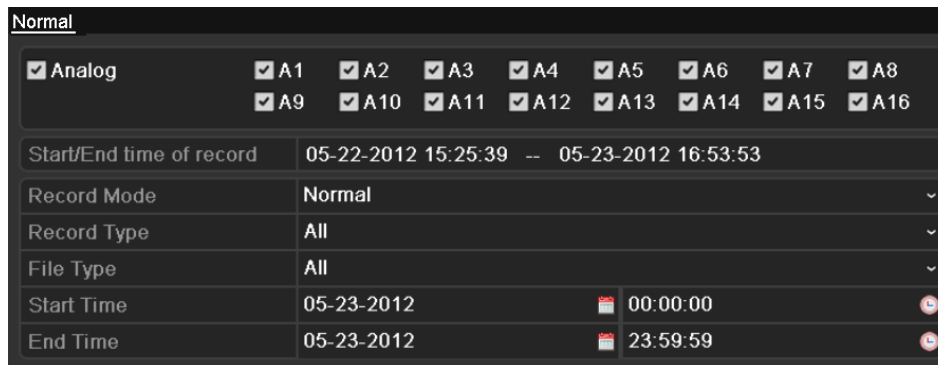 Normal
Analog A1 A2 A3 A4 A5 A6 A7 A8
A9 A10 A11 A12 A13 A14 A15 A16
Start/End time of record 05-22-2012 15:25:39 -- 05-23-2012 16:53:53
Record Mode Normal
Record Type All
File Type All
Start Time 05-23-2012 00:00:00
End Time 05-23-2012 23:59:59